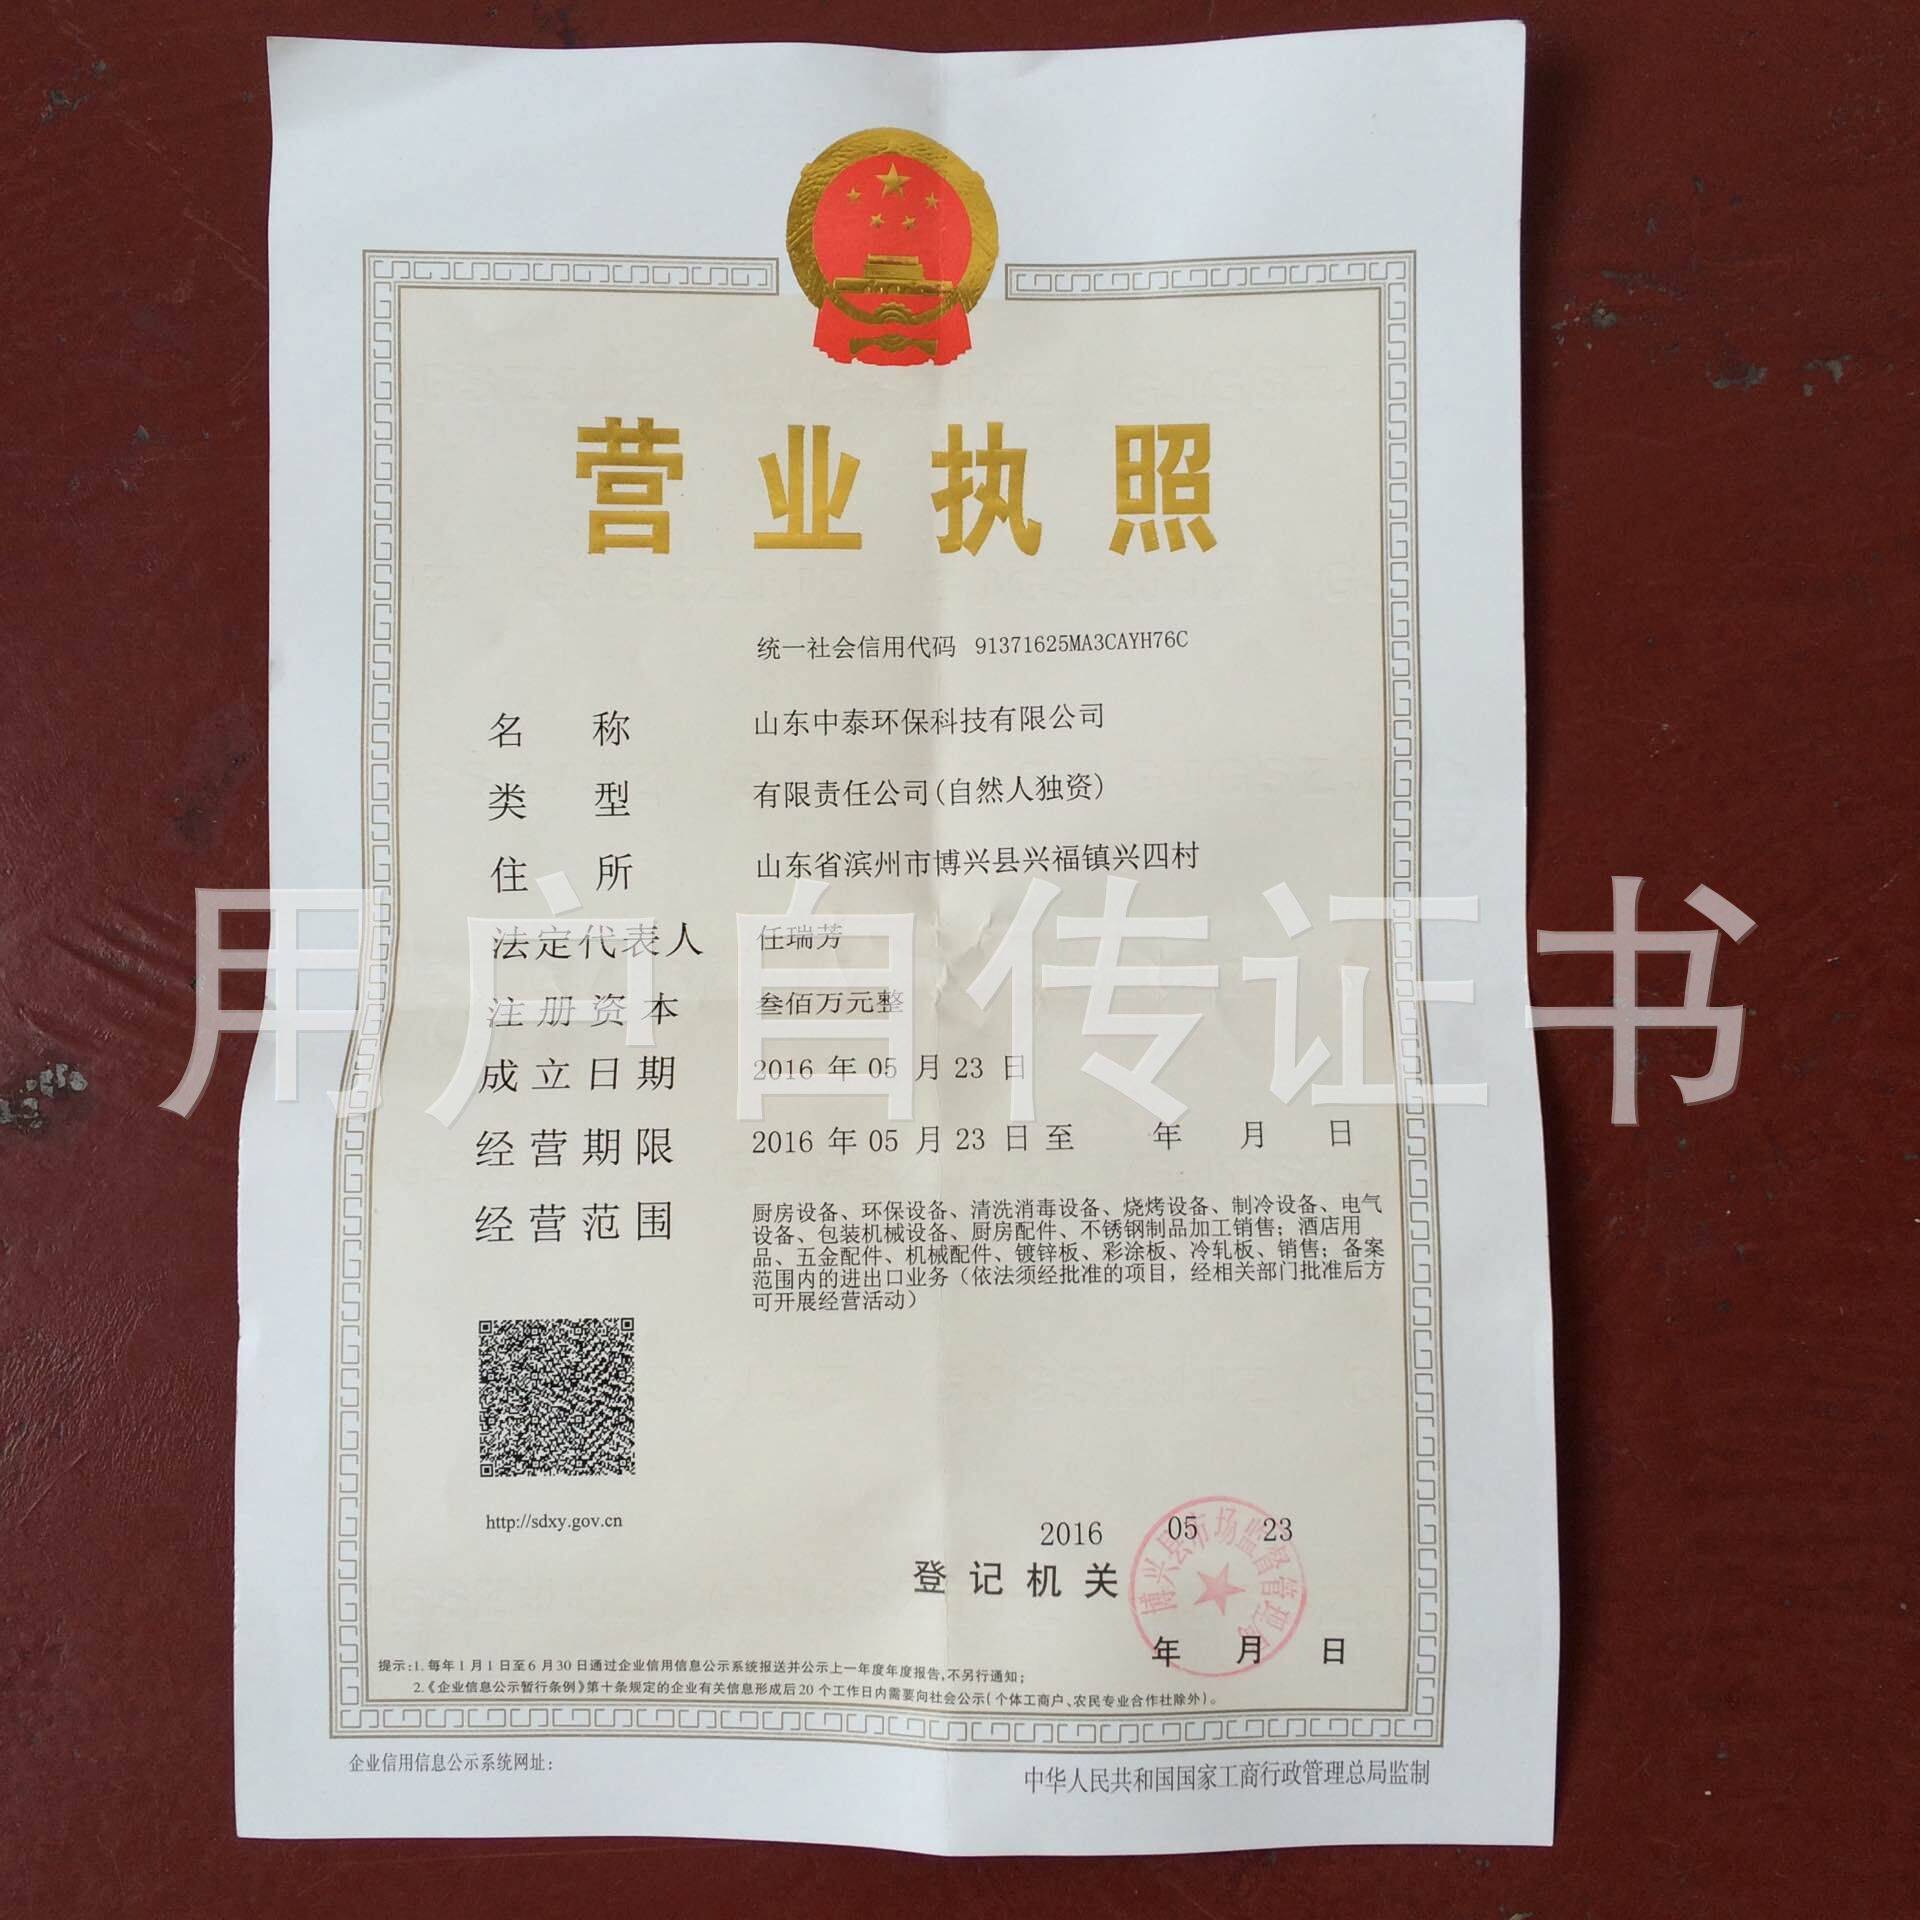 营业执照
统一社会信用代码 91371625MA3CAYH76C
名称 山东中泰环保科技有限公司
类型 有限责任公司(自然人独资)
住所 山东省滨州市博兴县兴福镇兴四村
法定代表人 任瑞芳
注册资本 叁佰万元整
成立日期 2016 年 05 月 23 日
经营期限 2016 年 05 月 23 日 至 年 月 日
经营范围 厨房设备、环保设备、清洗消毒设备、烧烤设备、制冷设备、电气
设备、包装机械设备、厨房配件、不锈钢制品加工销售；酒店用
品、五金配件、机械配件、镀锌板、彩涂板、冷轧板、销售；备案
范围内的进出口业务（依法须经批准的项目，经相关部门批准后方
可开展经营活动）
用户自传证书
http://sdxy.gov.cn
2016 05 23
登记机关
博兴县市场监督管理局
年 月 日
提示:1.每年1月1日至6月30日通过企业信用信息公示系统报送并公示上一年度年度报告,不另行通知;
2.《企业信息公示暂行条例》第十条规定的企业有关信息形成后20个工作日内需要向社会公示(个体工商户、农民专业合作社除外)。
企业信用信息公示系统网址:
中华人民共和国国家工商行政管理总局监制